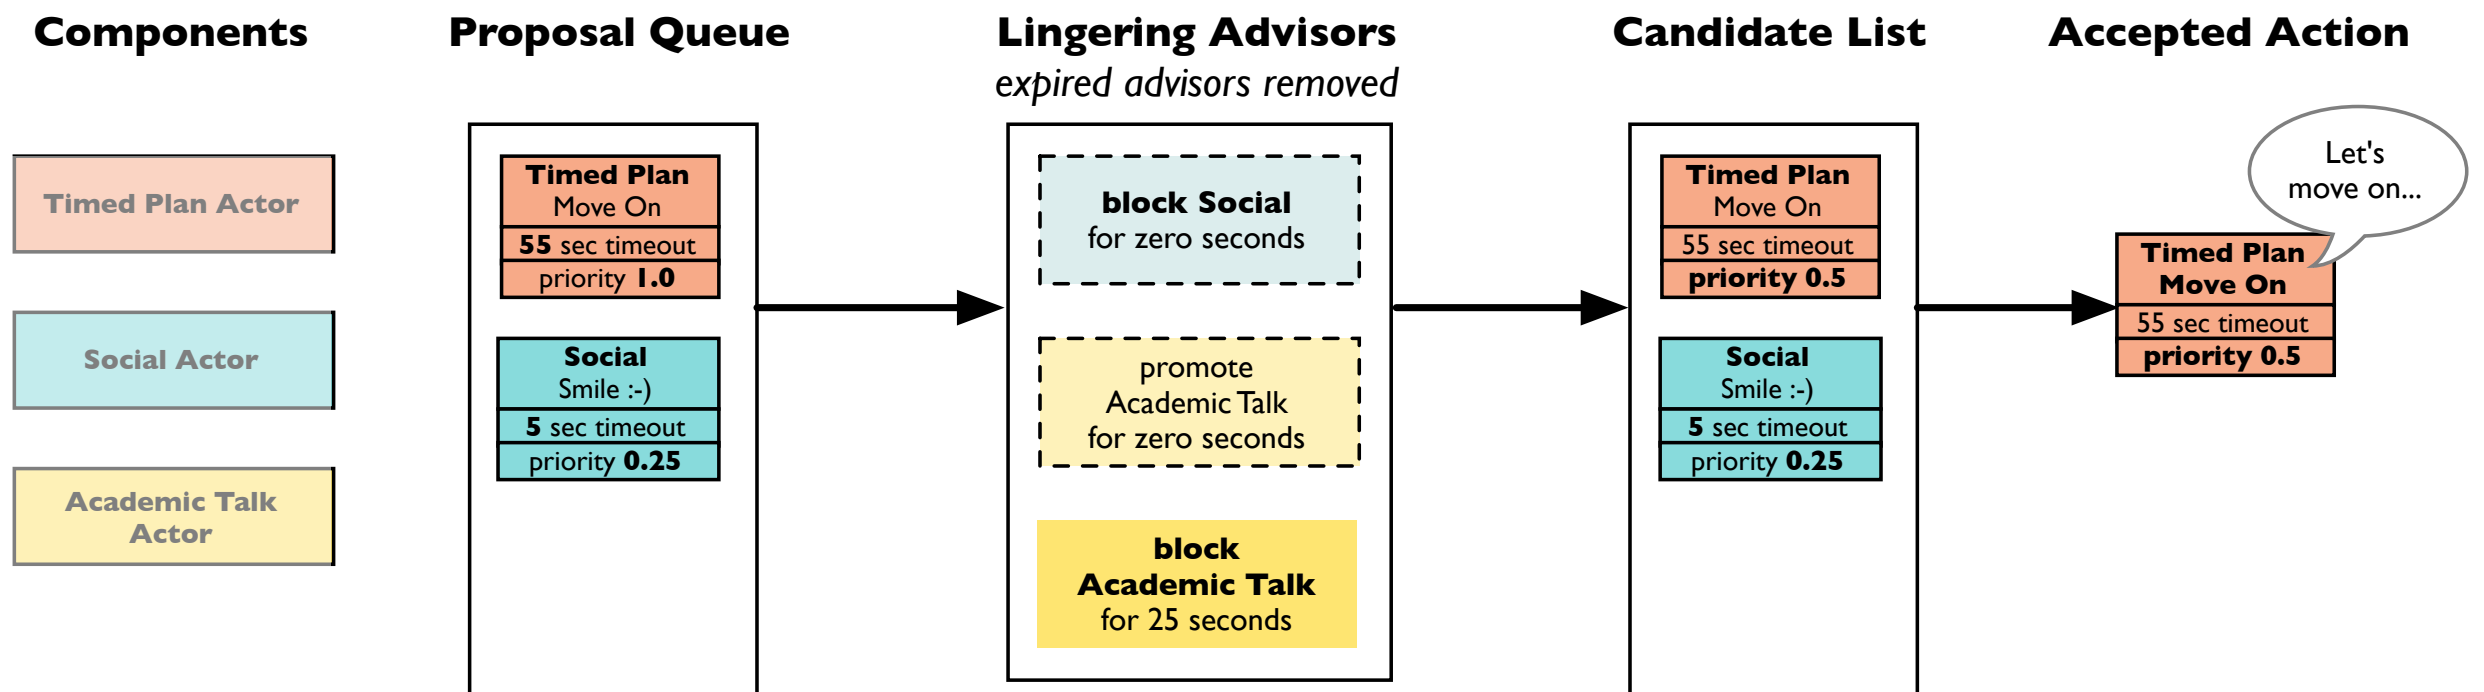 Components
Proposal Queue
Lingering Advisors
expired advisors removed
Candidate List
Accepted Action
Timed Plan Actor
Social Actor
Academic Talk
Actor
Timed Plan
Move On
55 sec timeout
priority 1.0
Social
Smile :-)
5 sec timeout
priority 0.25
block Social
for zero seconds
promote
Academic Talk
for zero seconds
block
Academic Talk
for 25 seconds
Timed Plan
Move On
55 sec timeout
priority 0.5
Social
Smile :-)
5 sec timeout
priority 0.25
Let's
move on...
Timed Plan
Move On
55 sec timeout
priority 0.5